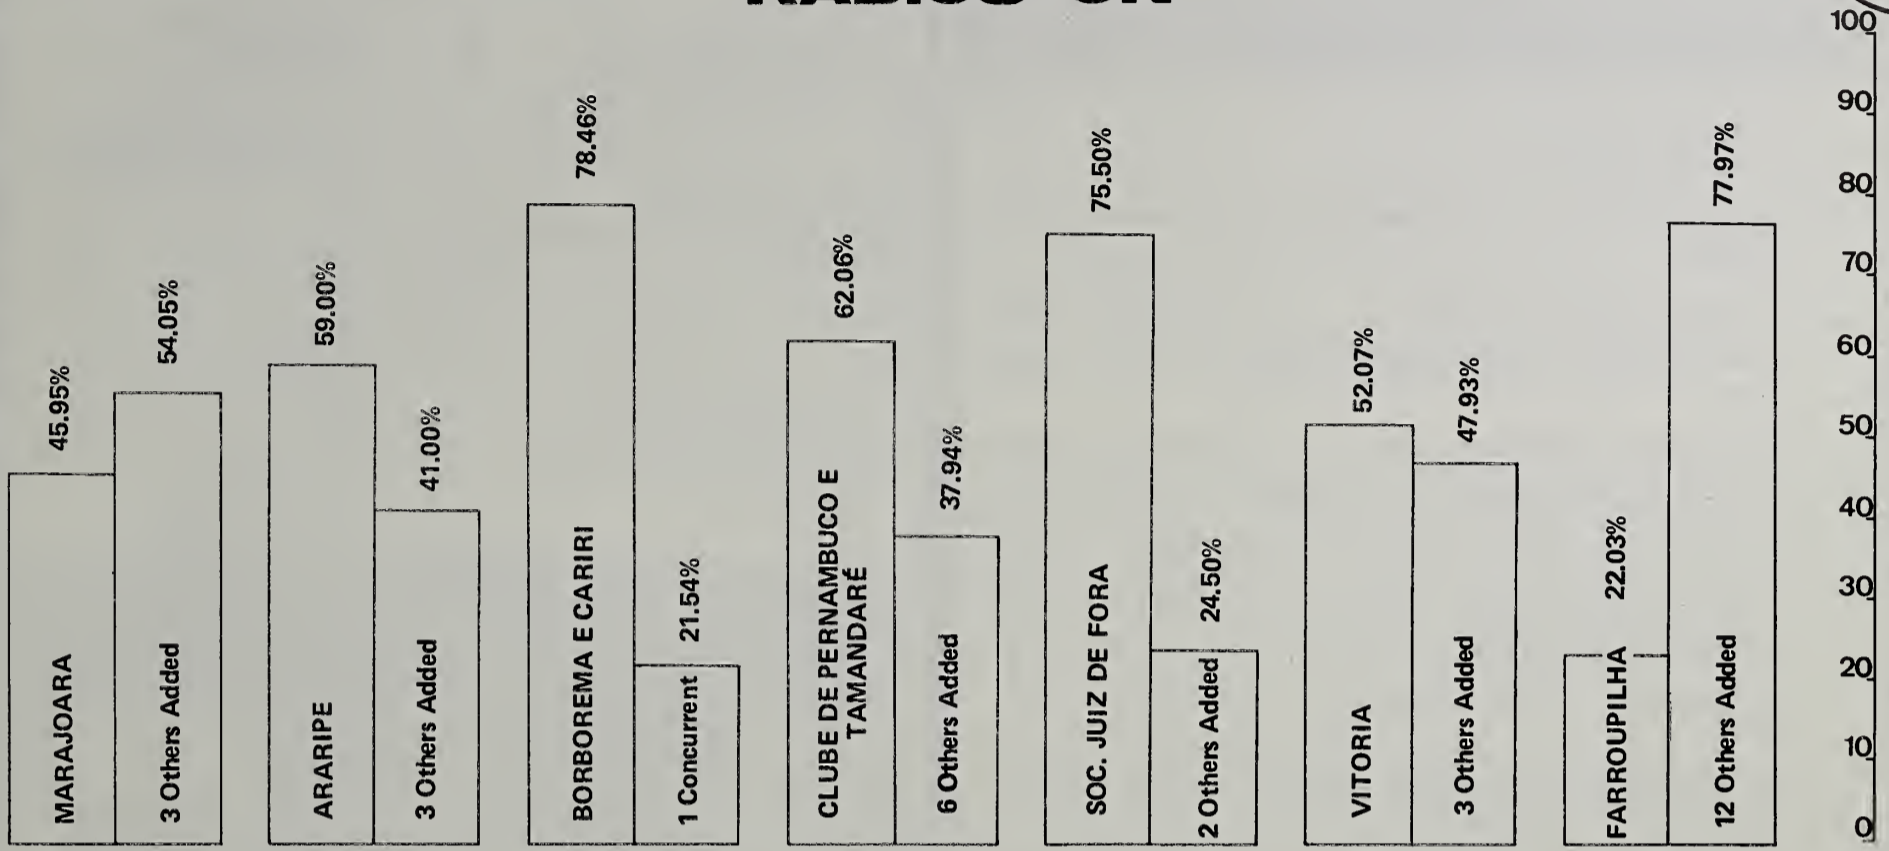 45.95%
MARAJOARA
54.05%
3 Others Added
59.00%
ARARIPE
41.00%
3 Others Added
78.46%
BORBOREMA E CARIRI
21.54%
1 Concurrent
62.06%
CLUBE DE PERNAMBUCO E
TAMANDARÉ
37.94%
6 Others Added
75.50%
SOC. JUIZ DE FORA
24.50%
2 Others Added
52.07%
VITORIA
47.93%
3 Others Added
22.03%
FARROUPILHA
77.97%
12 Others Added
100
90
80
70
60
50
40
30
20
10
0